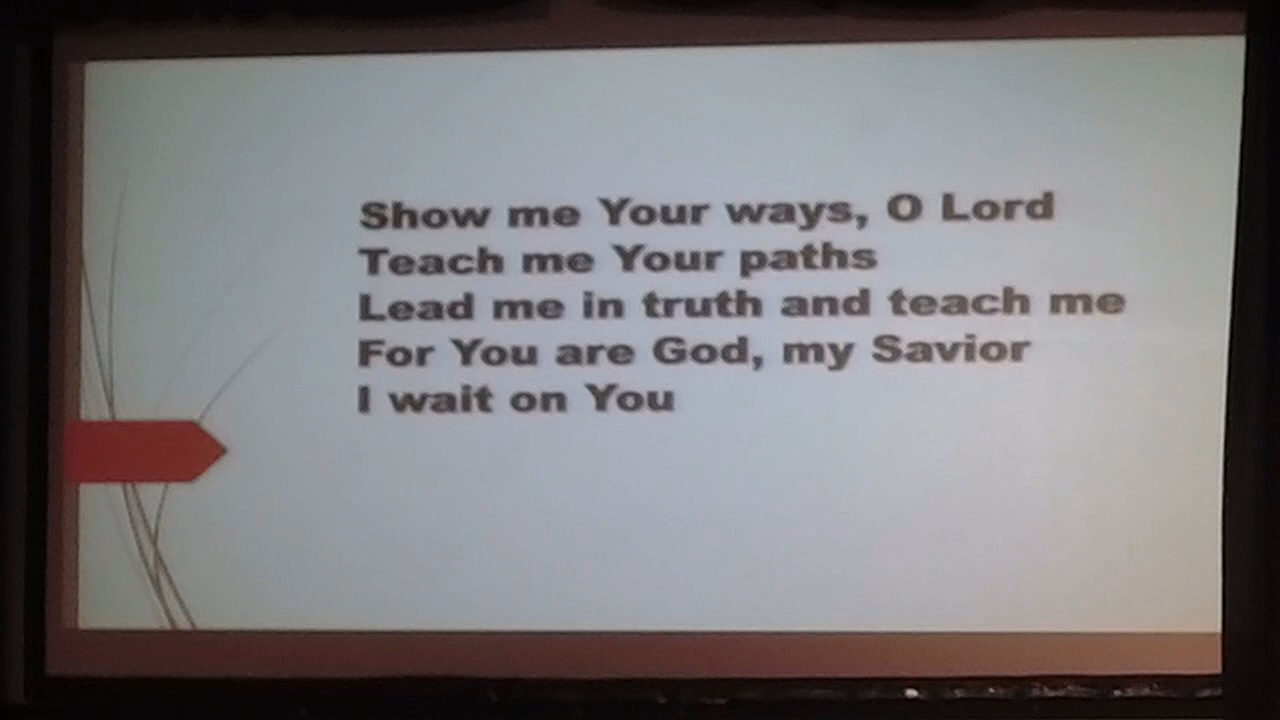 Show me Your ways, O Lord
Teach me Your paths
Lead me in truth and teach me
For You are God, my Savior
I wait on You